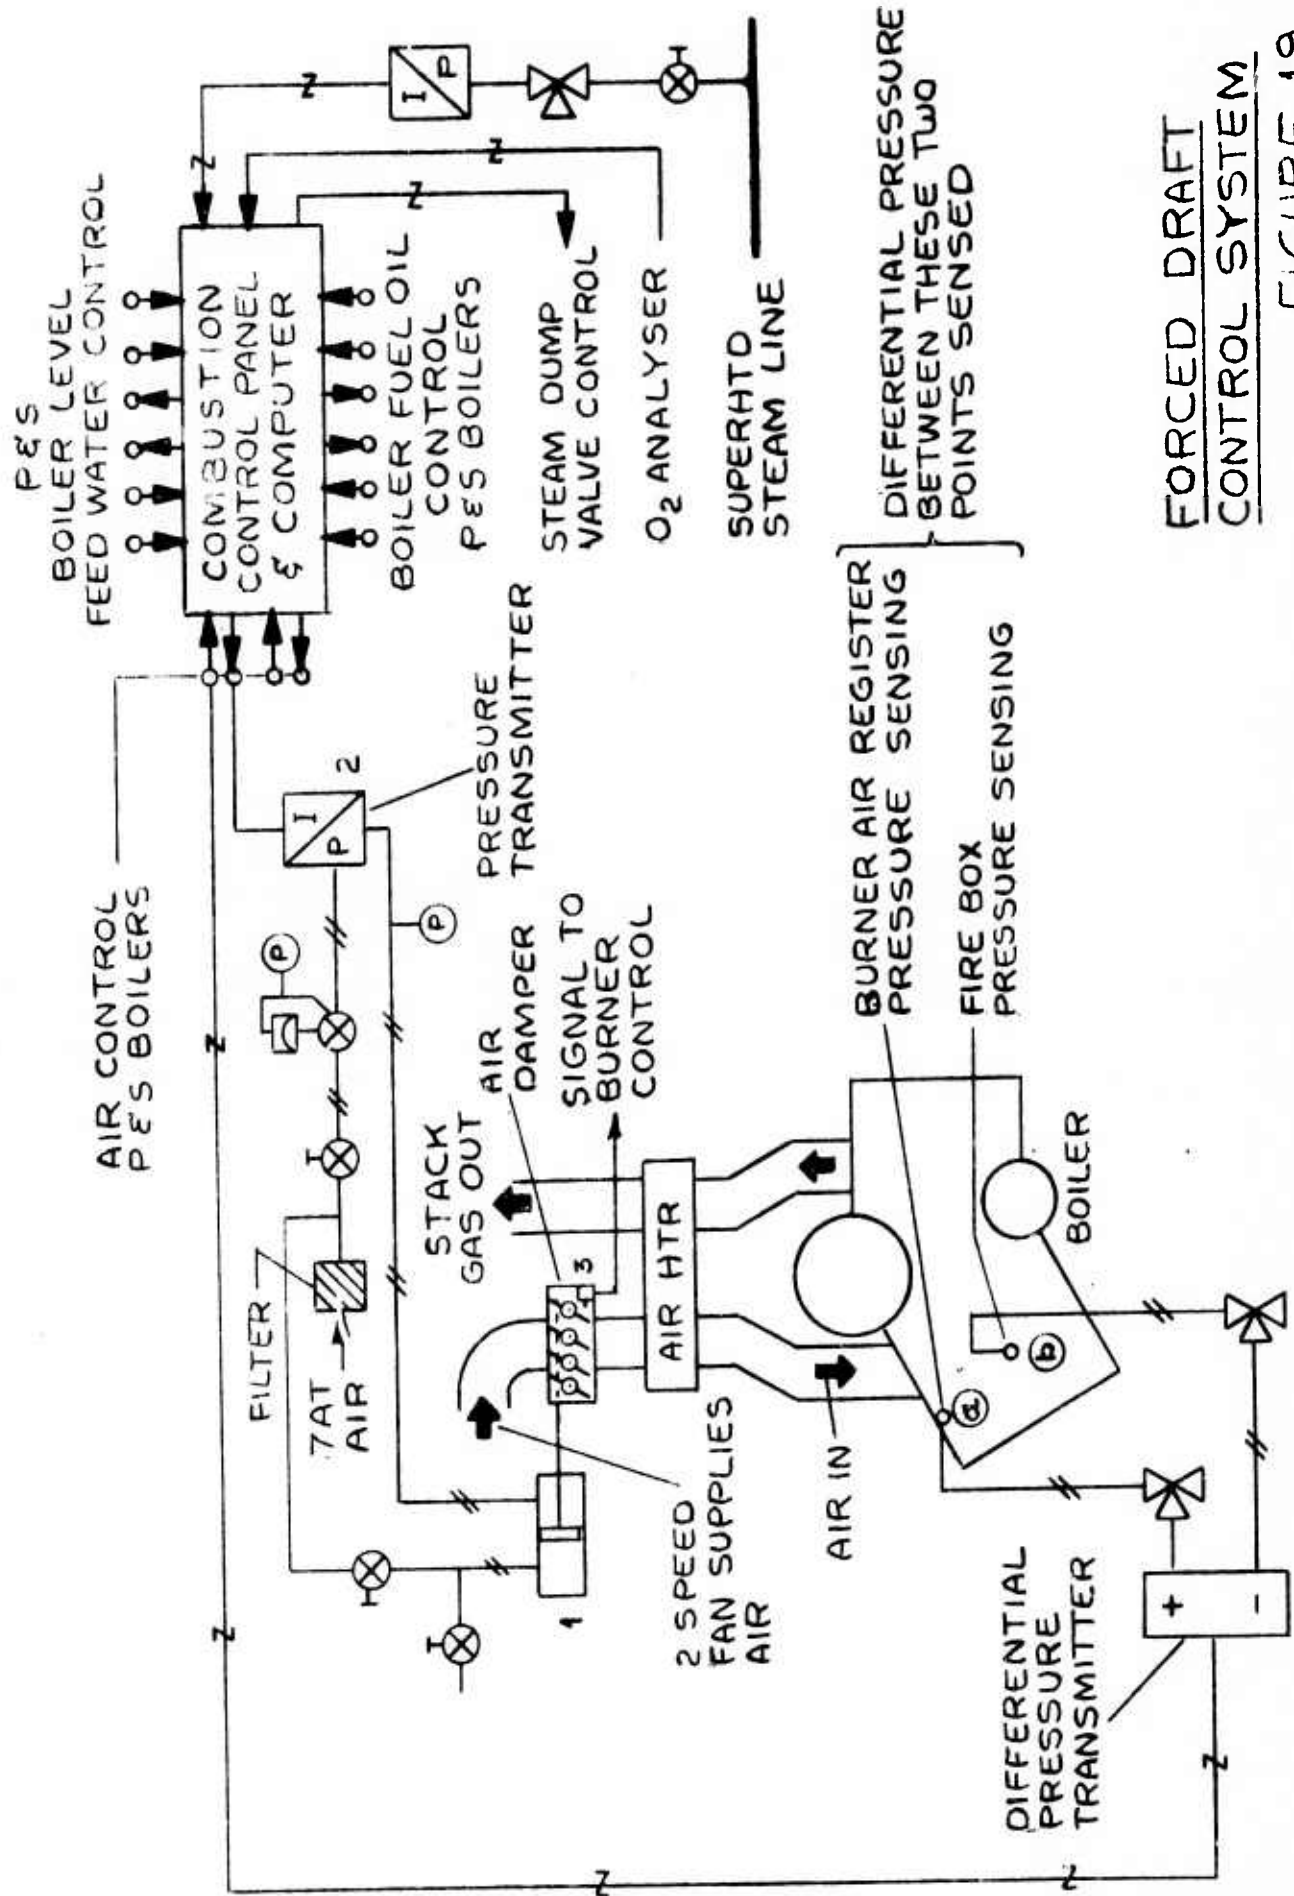 P & S
BOILER LEVEL
FEED WATER CONTROL
COMBUSTION
CONTROL PANEL
& COMPUTER
BOILER FUEL OIL
CONTROL
P & S BOILERS
I
P
STEAM DUMP
VALVE CONTROL
O2 ANALYSER
SUPERHTD
STEAM LINE
AIR CONTROL
P & S BOILERS
I
P
2
PRESSURE
TRANSMITTER
P
P
FILTER
7AT
AIR
STACK
GAS OUT
AIR
DAMPER
SIGNAL TO
BURNER
CONTROL
3
1
2 SPEED
FAN SUPPLIES
AIR
AIR HTR
AIR IN
BOILER
a
b
BURNER AIR REGISTER
PRESSURE SENSING
FIRE BOX
PRESSURE SENSING
DIFFERENTIAL PRESSURE
BETWEEN THESE TWO
POINTS SENSED
DIFFERENTIAL
PRESSURE
TRANSMITTER
+
-
FORCED DRAFT
CONTROL SYSTEM